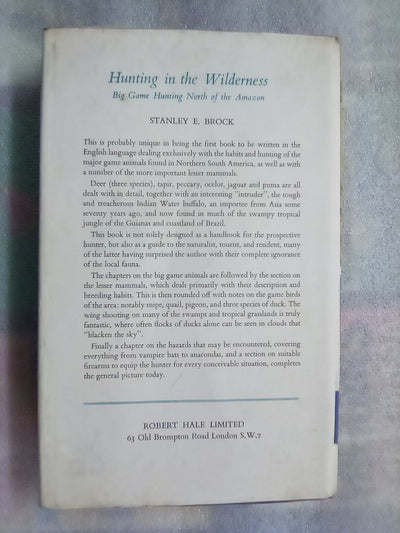 Hunting in the Wilderness
Big Game Hunting North of the Amazon
STANLEY E. BROCK
This is probably unique in being the first book to be written in the
English language dealing exclusively with the habits and hunting of the
major game animals found in Northern South America, as well as with
a number of the more important lesser mammals.
Deer (three species), tapir, peccary, ocelot, jaguar and puma are all
dealt with in detail, together with an interesting "intruder", the tough
and treacherous Indian Water buffalo, an importee from Asia some
seventy years ago, and now found in much of the swampy tropical
jungle of the Guianas and coastland of Brazil.
This book is not solely designed as a handbook for the prospective
hunter, but also as a guide to the naturalist, tourist, and resident, many
of the latter having surprised the author with their complete ignorance
of the local fauna.
The chapters on the big game animals are followed by the section on
the lesser mammals, which deals primarily with their description and
breeding habits. This is then rounded off with notes on the game birds
of the area: notably snipe, quail, pigeon, and three species of duck. The
wing shooting on many of the swamps and tropical grasslands is truly
fantastic, where often flocks of ducks alone can be seen in clouds that
"blacken the sky".
Finally a chapter on the hazards that may be encountered, covering
everything from vampire bats to anacondas, and a section on suitable
firearms to equip the hunter for every conceivable situation, completes
the general picture today.
ROBERT HALE LIMITED
63 Old Brompton Road London S.W.7